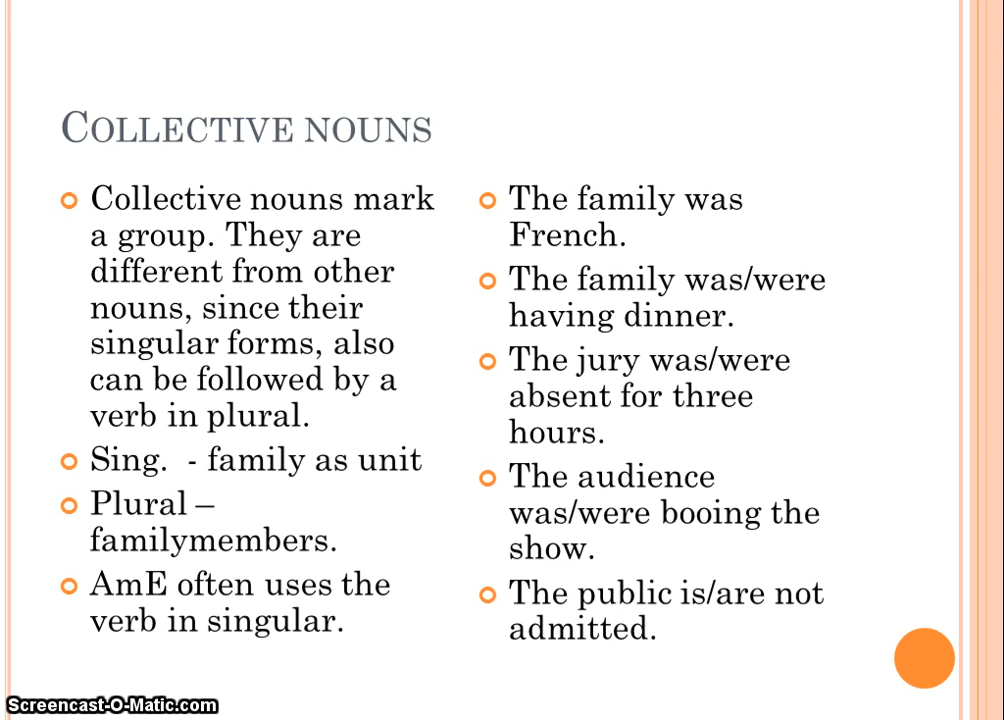 COLLECTIVE NOUNS
Collective nouns mark
a group. They are
different from other
nouns, since their
singular forms, also
can be followed by a
verb in plural.
Sing.  - family as unit
Plural –
familymembers.
AmE often uses the
verb in singular.
The family was
French.
The family was/were
having dinner.
The jury was/were
absent for three
hours.
The audience
was/were booing the
show.
The public is/are not
admitted.
Screencast-O-Matic.com